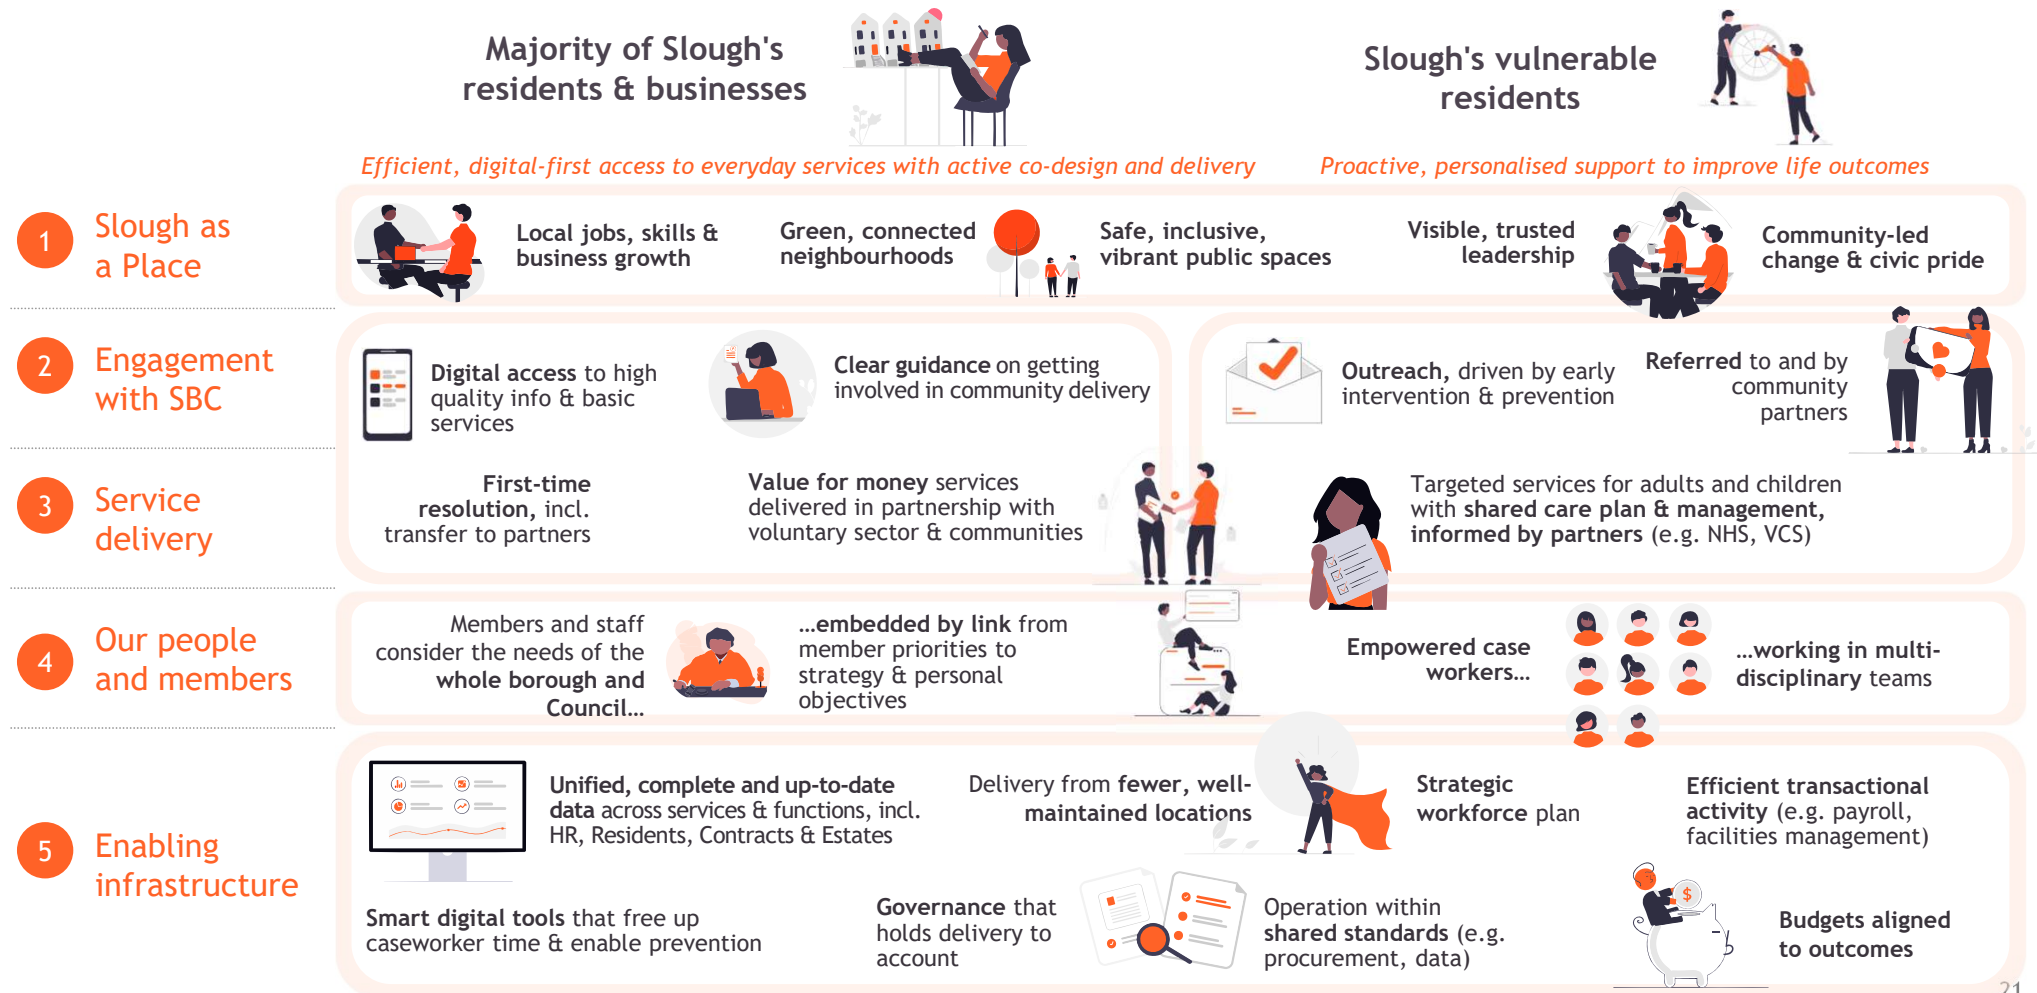 Majority of Slough's
residents & businesses
Slough's vulnerable
residents
Efficient, digital-first access to everyday services with active co-design and delivery
Proactive, personalised support to improve life outcomes
1
Slough as
a Place
Local jobs, skills &
business growth
Green, connected
neighbourhoods
Safe, inclusive,
vibrant public spaces
Visible, trusted
leadership
Community-led
change & civic pride
2
Engagement
with SBC
Digital access to high
quality info & basic
services
Clear guidance on getting
involved in community delivery
Outreach, driven by early
intervention & prevention
Referred to and by
community
partners
3
Service
delivery
First-time
resolution, incl.
transfer to partners
Value for money services
delivered in partnership with
voluntary sector & communities
Targeted services for adults and children
with shared care plan & management,
informed by partners (e.g. NHS, VCS)
4
Our people
and members
Members and staff
consider the needs of the
whole borough and
Council…
…embedded by link from
member priorities to
strategy & personal
objectives
Empowered case
workers…
…working in multi-
disciplinary teams
5
Enabling
infrastructure
Unified, complete and up-to-date
data across services & functions, incl.
HR, Residents, Contracts & Estates
Delivery from fewer, well-
maintained locations
Strategic
workforce plan
Efficient transactional
activity (e.g. payroll,
facilities management)
Smart digital tools that free up
caseworker time & enable prevention
Governance that
holds delivery to
account
Operation within
shared standards (e.g.
procurement, data)
$
Budgets aligned
to outcomes
21